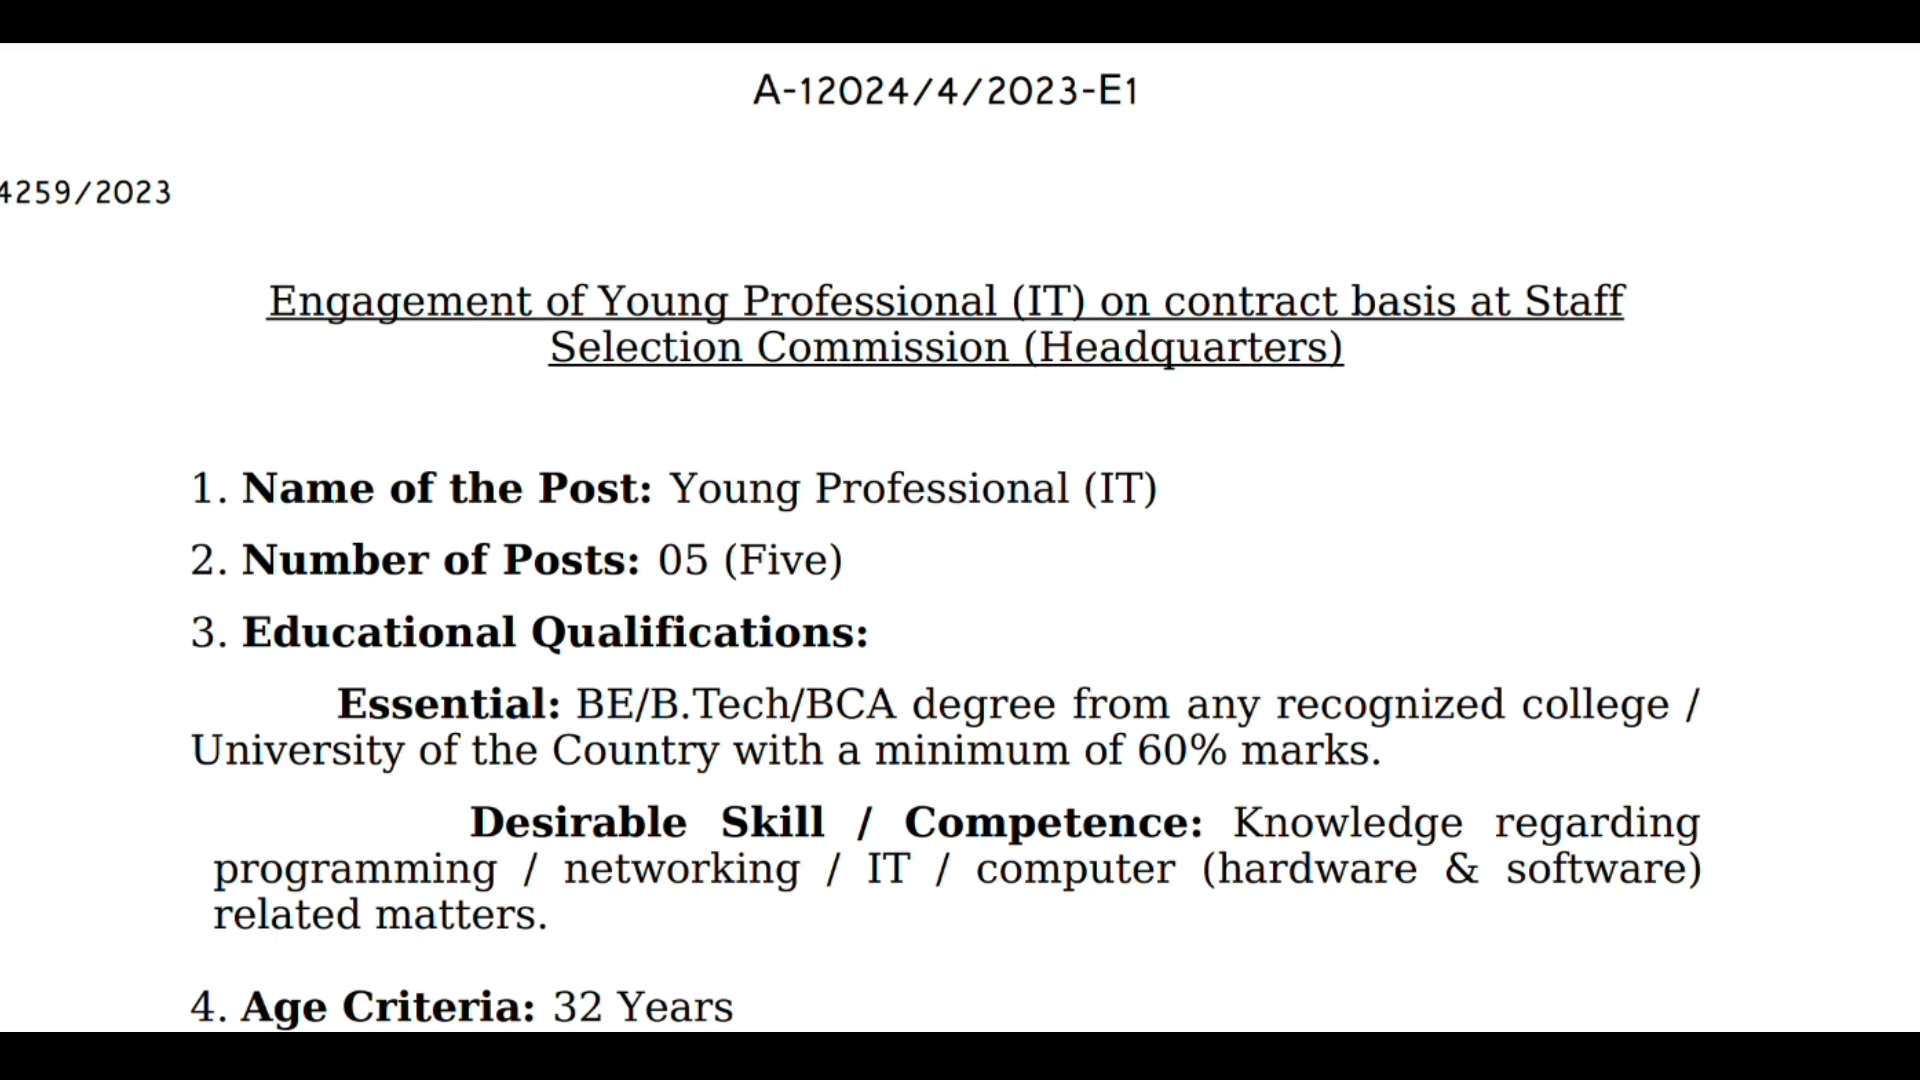 A-12024/4/2023-E1
4259/2023
Engagement of Young Professional (IT) on contract basis at Staff
Selection Commission (Headquarters)
1. Name of the Post: Young Professional (IT)
2. Number of Posts: 05 (Five)
3. Educational Qualifications:
Essential: BE/B.Tech/BCA degree from any recognized college /
University of the Country with a minimum of 60% marks.
Desirable Skill / Competence: Knowledge regarding
programming / networking / IT / computer (hardware & software)
related matters.
4. Age Criteria: 32 Years